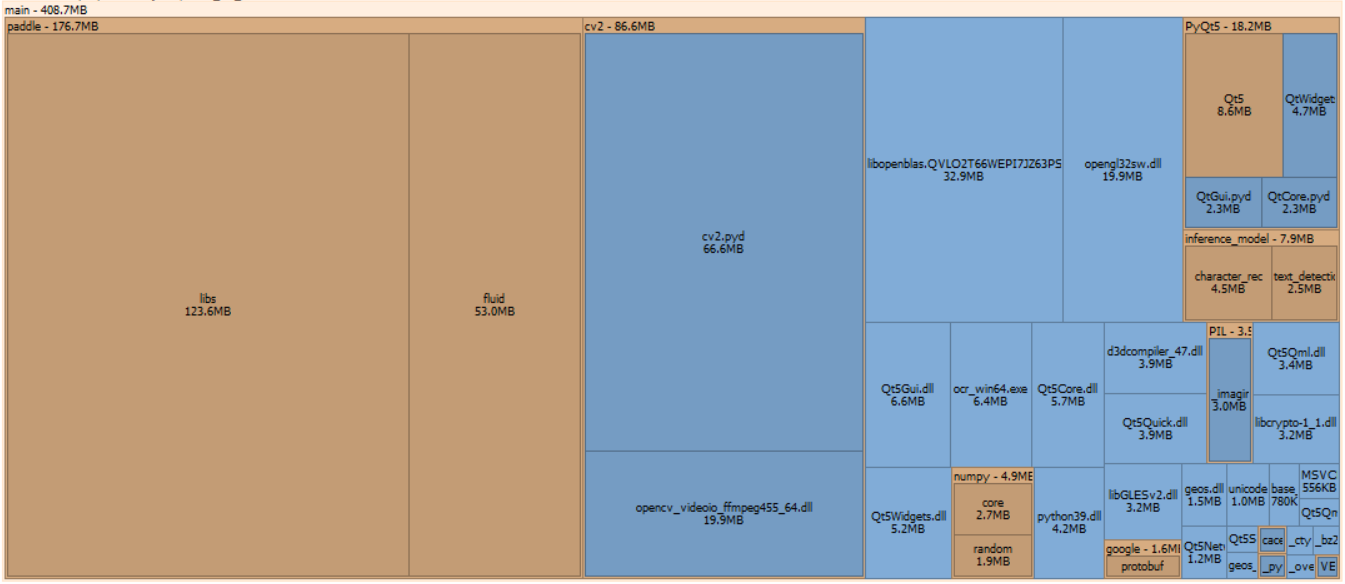 main - 408.7MB
paddle - 176.7MB
libs
123.6MB
fluid
53.0MB
cv2 - 86.6MB
cv2.pyd
66.6MB
opencv_videoio_ffmpeg455_64.dll
19.9MB
libopenblas.QVLO2T66WEPI7JZ63PS
32.9MB
opengl32sw.dll
19.9MB
PyQt5 - 18.2MB
Qt5
8.6MB
QtWidget
4.7MB
QtGui.pyd
2.3MB
QtCore.pyd
2.3MB
inference_model - 7.9MB
character_rec
4.5MB
text_detectic
2.5MB
Qt5Gui.dll
6.6MB
ocr_win64.exe
6.4MB
Qt5Core.dll
5.7MB
d3dcompiler_47.dll
3.9MB
Qt5Quick.dll
3.9MB
PIL - 3.5
_imagin
3.0MB
Qt5Qml.dll
3.4MB
libcrypto-1_1.dll
3.2MB
Qt5Widgets.dll
5.2MB
numpy - 4.9MB
core
2.7MB
random
1.9MB
python39.dll
4.2MB
libGLESv2.dll
3.2MB
google - 1.6M
protobuf
geos.dll
1.5MB
unicode
1.0MB
base_
780K
MSVC
556KB
Qt5Qn
Qt5Net
1.2MB
Qt5S
cace
_cty
_bz2
geos_
_py
_ove
VE